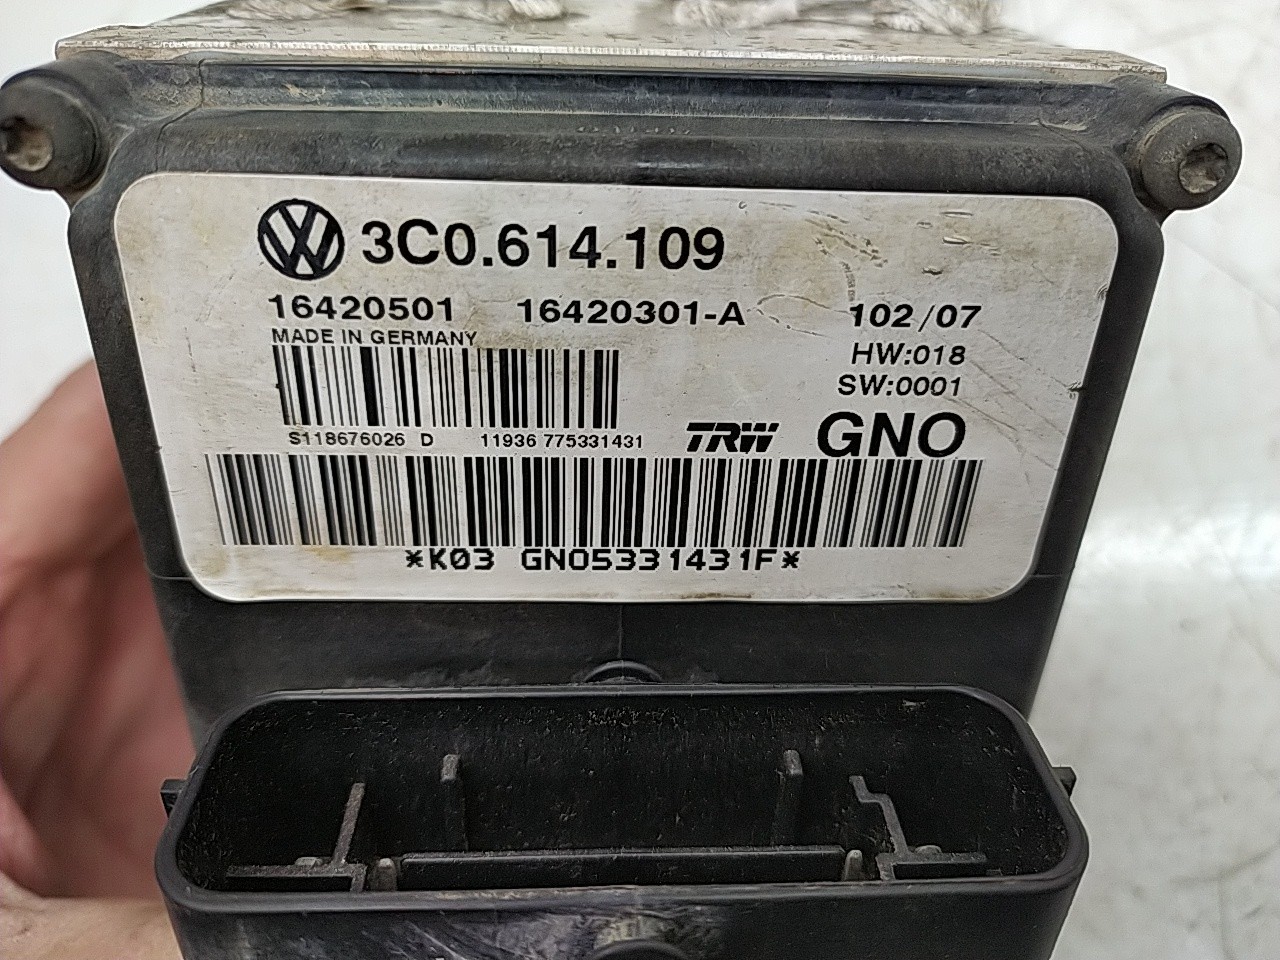 3C0.614.109
16420501 16420301-A 102/07
MADE IN GERMANY HW:018
SW:0001
S118676026 D 11936 775331431 TRW GNO
*K03 GNO5331431F*